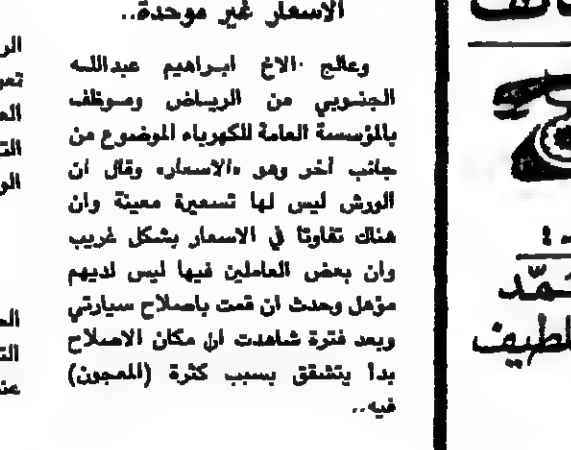 الأسعار غير موحدة..
وعالج الاخ ابراهيم عبدالله
الجنوبي من الرياض وموظف
بالمؤسسة العامة للكهرباء الموضوع من
جانب آخر وهو «الاسعار» وقال ان
الورش ليس لها تسعيرة معينة وان
هناك تفاوتا في الاسعار بشكل غريب
وان بعض العاملين فيها ليس لديهم
مؤهل وحدث ان قمت باصلاح سيارتي
وبعد فترة شاهدت ان مكان الاصلاح
بدأ يتشقق بسبب كثرة (المعجون)
فيه..